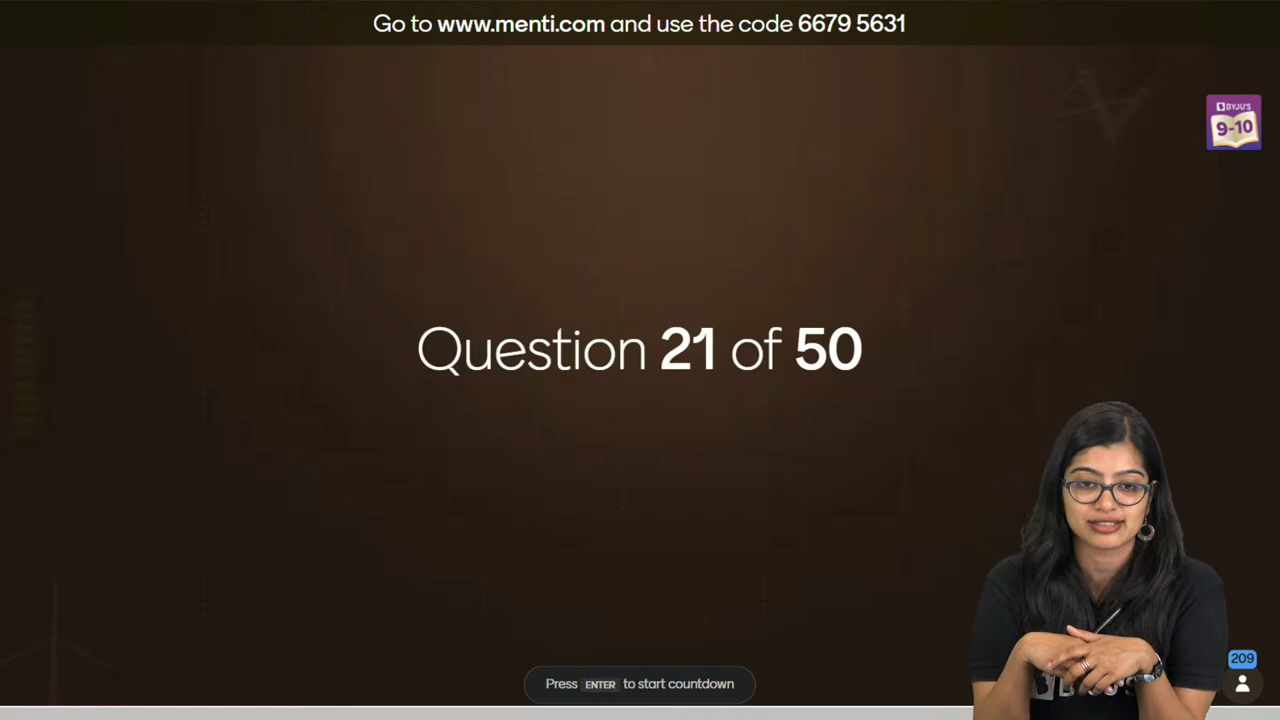 Go to www.menti.com and use the code 6679 5631
BYJU'S
9-10
Question 21 of 50
209
Press ENTER to start countdown